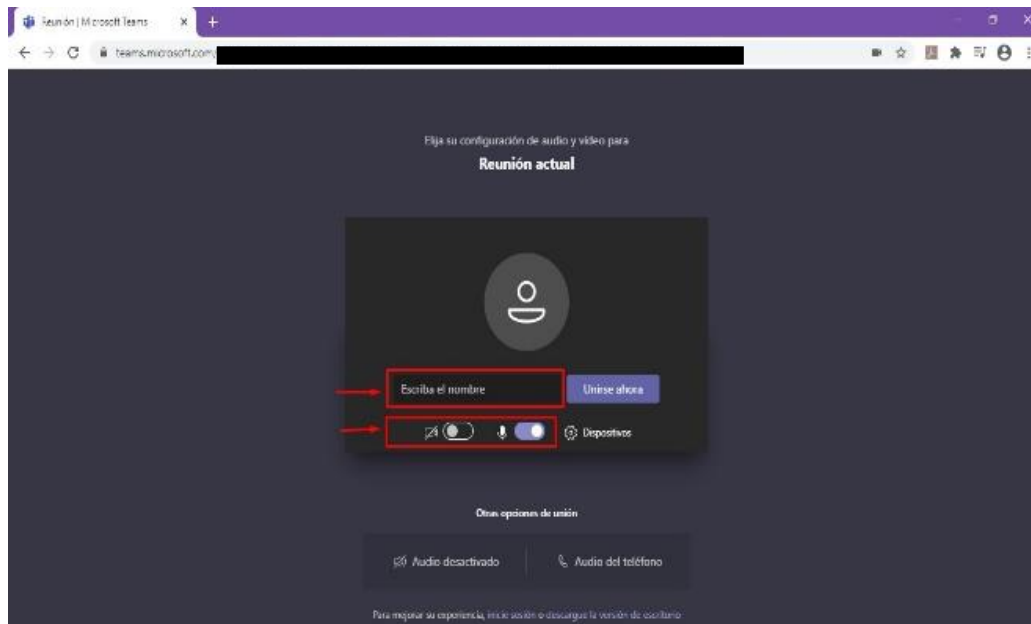 Reunión | Microsoft Teams
teams.microsoft.com/
Elija su configuración de audio y vídeo para
Reunión actual
Escriba el nombre
Unirse ahora
Dispositivos
Otras opciones de unión
Audio desactivado
Audio del teléfono
Para mejorar su experiencia, inicie sesión o descargue la versión de escritorio